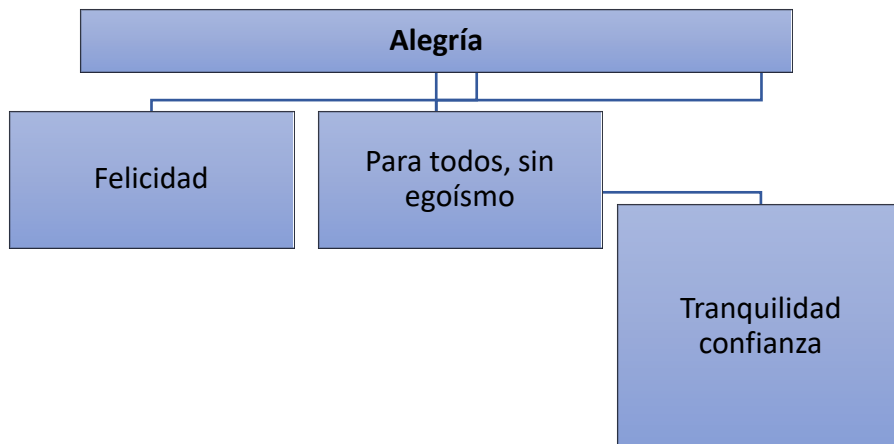 Alegría
Felicidad
Para todos, sin
egoísmo
Tranquilidad
confianza